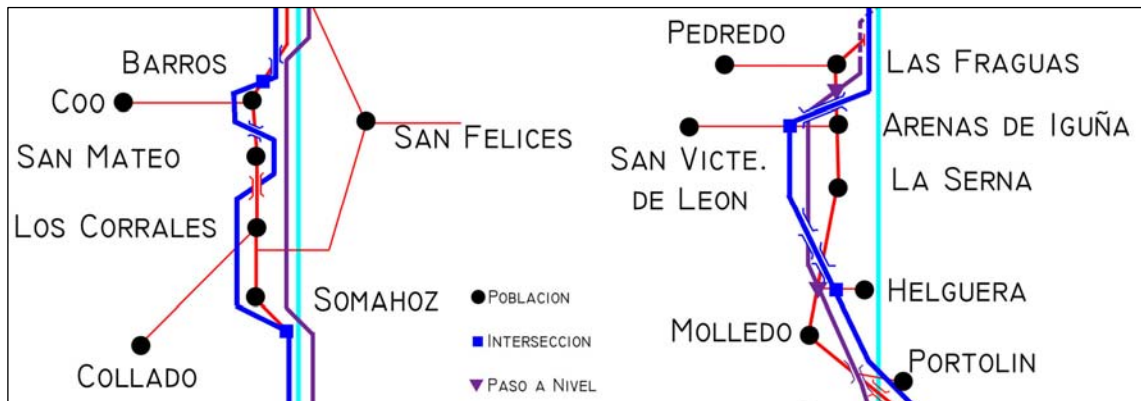 BARROS
COO
SAN FELICES
SAN MATEO
LOS CORRALES
SOMAHOZ
COLLADO
POBLACION
INTERSECCION
PASO A NIVEL
PEDREDO
LAS FRAGUAS
ARENAS DE IGUÑA
SAN VICTE.
DE LEON
LA SERNA
HELGUERA
MOLLEDO
PORTOLIN